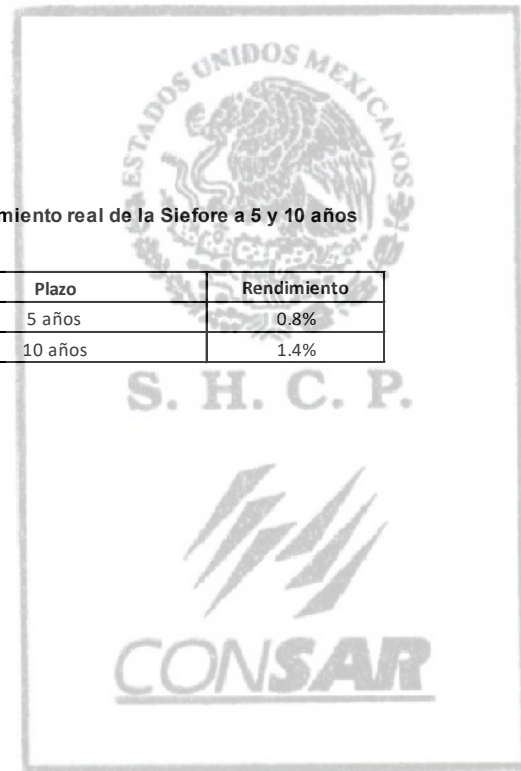 ESTADOS UNIDOS MEXICANOS
miento real de la Siefore a 5 y 10 años
Plazo Rendimiento
5 años 0.8%
10 años 1.4%
S. H. C. P.
CONSAR